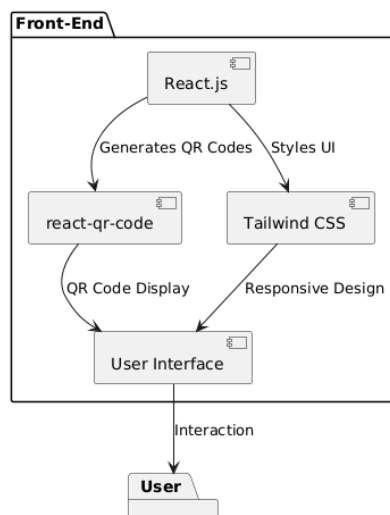 Front-End
React.js
Generates QR Codes
Styles UI
react-qr-code
Tailwind CSS
QR Code Display
Responsive Design
User Interface
Interaction
User